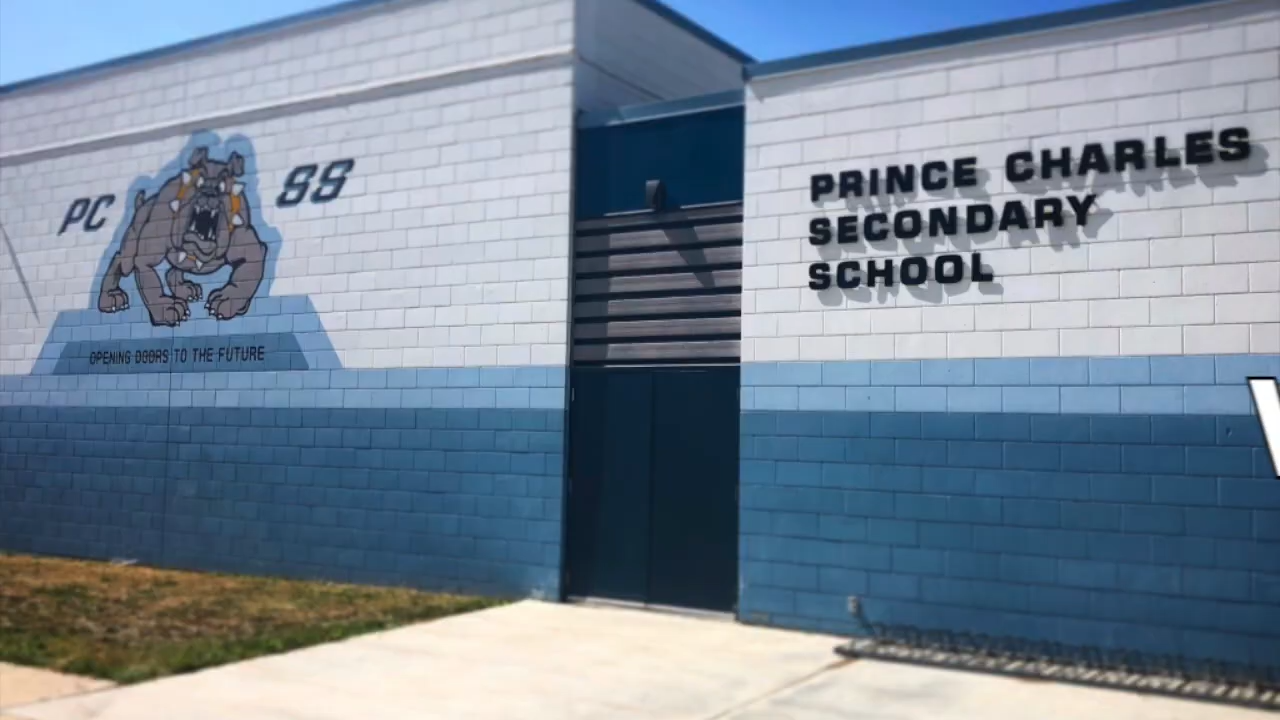 PC SS
OPENING DOORS TO THE FUTURE
PRINCE CHARLES
SECONDARY
SCHOOL